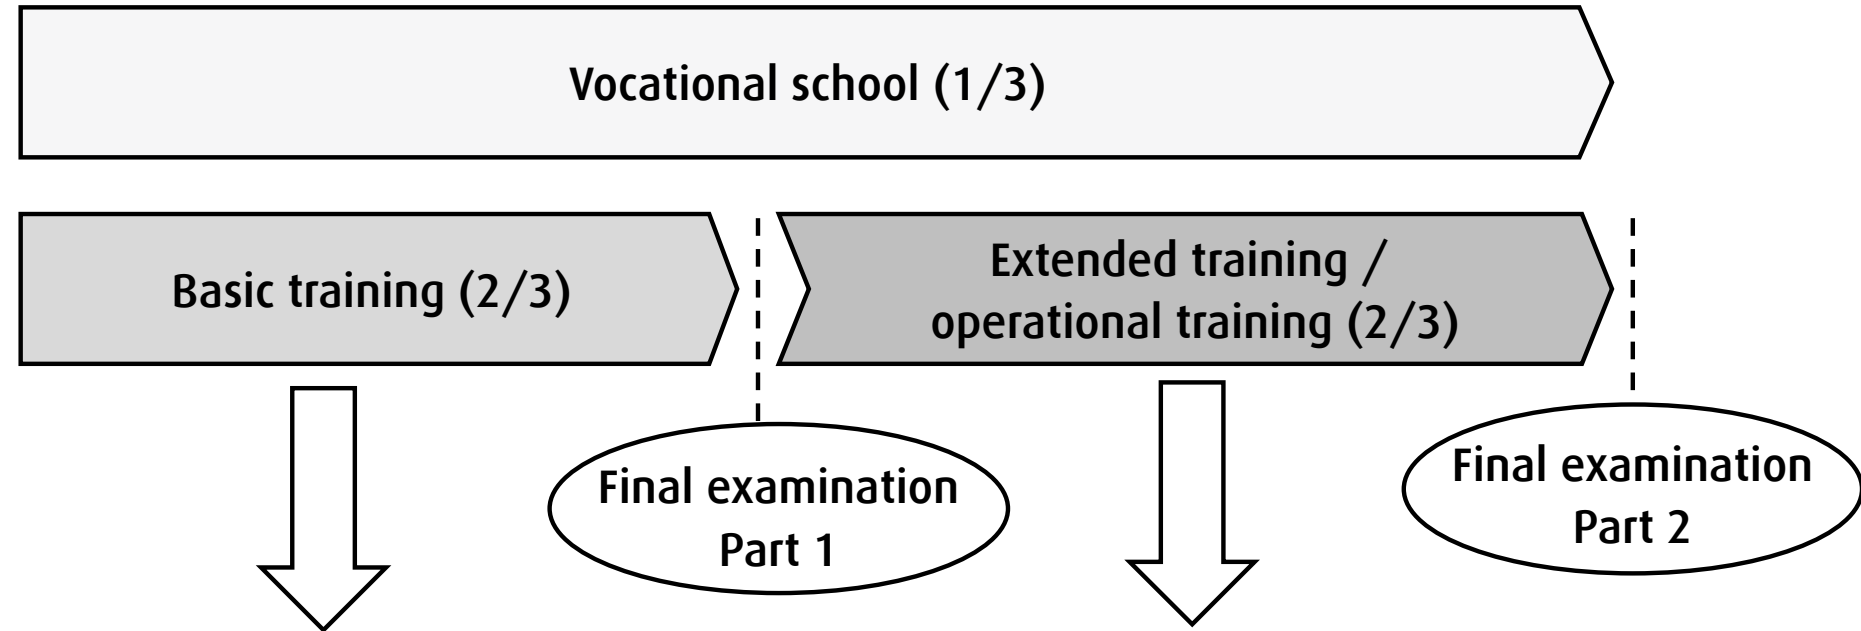 Vocational school (1/3)
Basic training (2/3)
Extended training /
operational training (2/3)
Final examination
Part 1
Final examination
Part 2